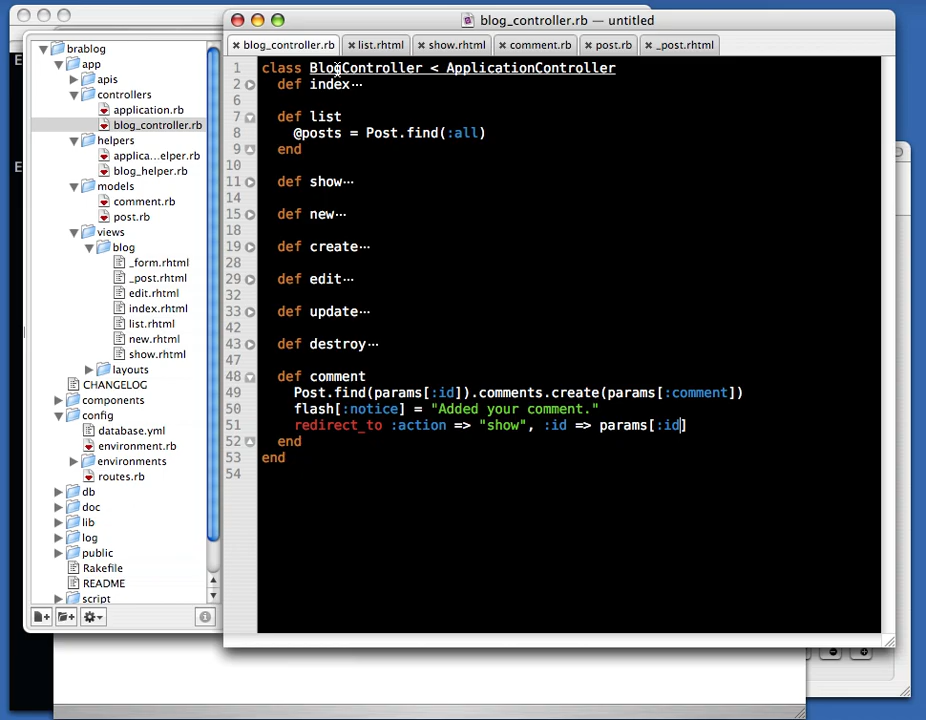 blog_controller.rb — untitled
blog_controller.rb
list.rhtml
show.rhtml
comment.rb
post.rb
_post.rhtml
brablog
app
apis
controllers
application.rb
blog_controller.rb
helpers
applica...elper.rb
blog_helper.rb
models
comment.rb
post.rb
views
blog
_form.rhtml
_post.rhtml
edit.rhtml
index.rhtml
list.rhtml
new.rhtml
show.rhtml
layouts
CHANGELOG
components
config
database.yml
environment.rb
environments
routes.rb
db
doc
lib
log
public
Rakefile
README
script
1 class BlogController < ApplicationController
2 def index...
6
7 def list
8 @posts = Post.find(:all)
9 end
10
11 def show...
14
15 def new...
18
19 def create...
28
29 def edit...
32
33 def update...
42
43 def destroy...
47
48 def comment
49 Post.find(params[:id]).comments.create(params[:comment])
50 flash[:notice] = "Added your comment."
51 redirect_to :action => "show", :id => params[:id]
52 end
53 end
54